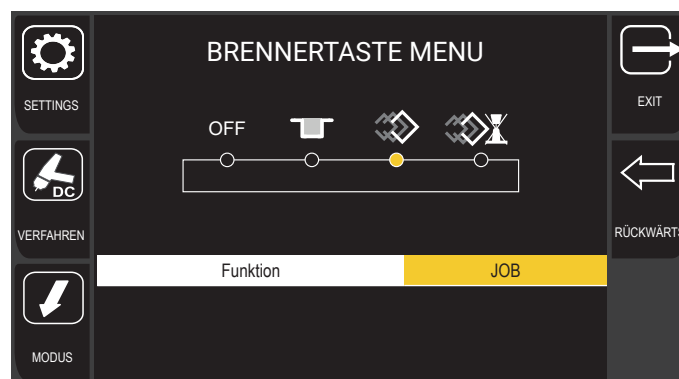 BRENNERTASTE MENU
SETTINGS
EXIT
OFF
DC
VERFAHREN
RÜCKWÄRTS
Funktion JOB
MODUS